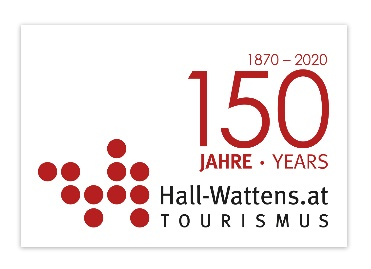 1870 – 2020
150
JAHRE • YEARS
Hall-Wattens.at
TOURISMUS